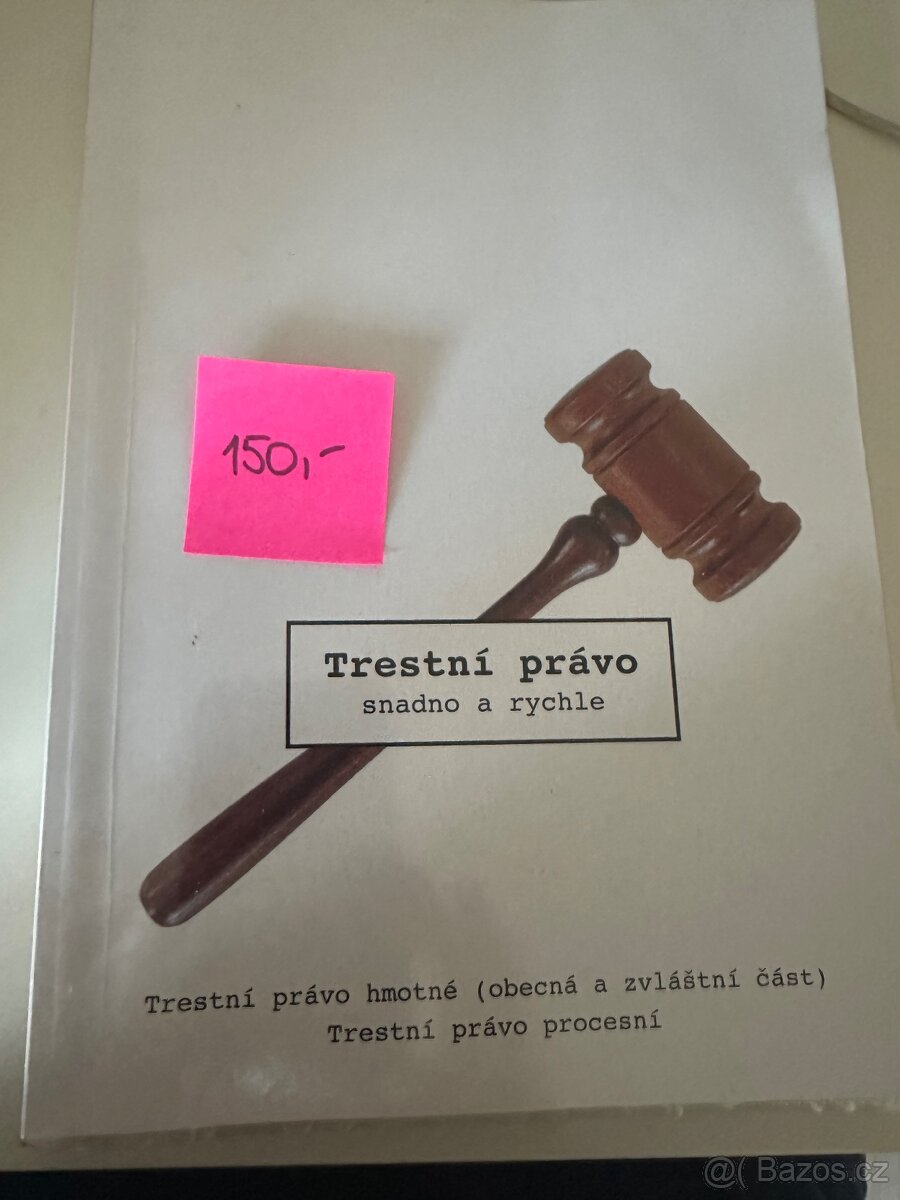 150,-
Trestní právo
snadno a rychle
Trestní právo hmotné (obecná a zvláštní část)
Trestní právo procesní
@( Bazos.cz